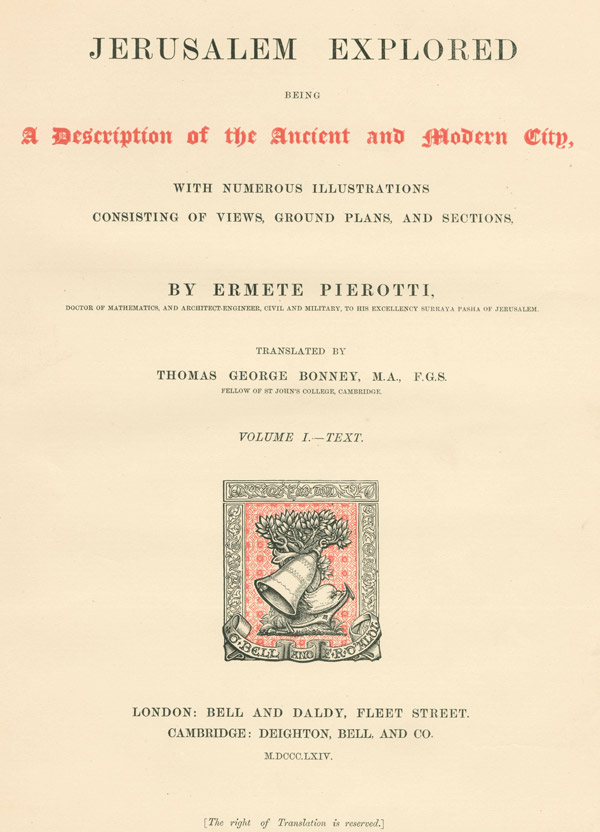 JERUSALEM EXPLORED
BEING
A Description of the Ancient and Modern City,
WITH NUMEROUS ILLUSTRATIONS
CONSISTING OF VIEWS, GROUND PLANS, AND SECTIONS,
BY ERMETE PIEROTTI,
DOCTOR OF MATHEMATICS, AND ARCHITECT-ENGINEER, CIVIL AND MILITARY, TO HIS EXCELLENCY SURRAYA PASHA OF JERUSALEM.
TRANSLATED BY
THOMAS GEORGE BONNEY, M.A., F.G.S.
FELLOW OF ST JOHN'S COLLEGE, CAMBRIDGE.
VOLUME I.—TEXT.
BELL AND F. R. DALDY
LONDON: BELL AND DALDY, FLEET STREET.
CAMBRIDGE: DEIGHTON, BELL, AND CO.
M.DCCC.LXIV.
[The right of Translation is reserved.]